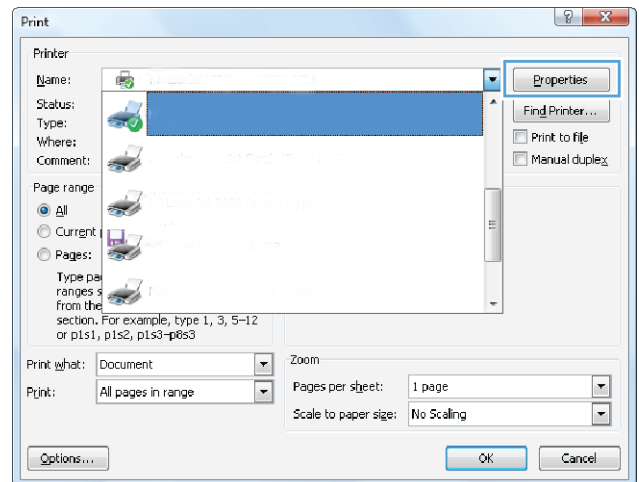 Print
Printer
Name:
Properties
Status:
Find Printer...
Type:
Where:
Print to file
Comment:
Manual duplex
Page range
All
Current
Pages:
Type
ranges
from the
section. For example, type 1, 3, 5–12
or p1s1, p1s2, p1s3–p8s3
Print what: Document
Zoom
Print: All pages in range
Pages per sheet: 1 page
Scale to paper size: No Scaling
Options...
OK
Cancel